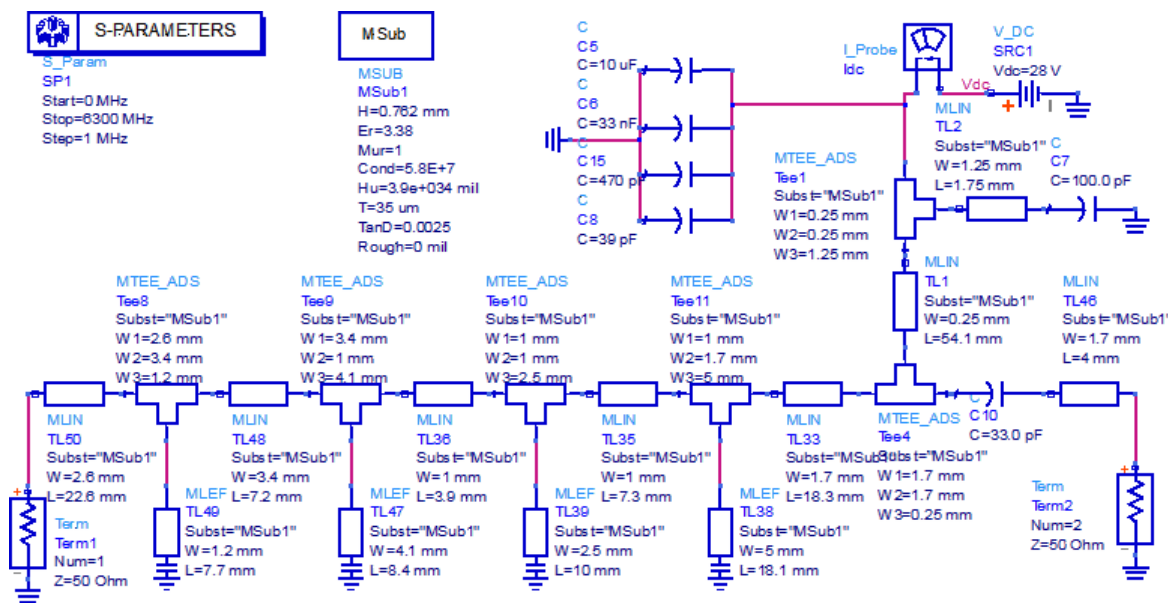 S-PARAMETERS
S_Param
SP1
Start=0 MHz
Stop=6300 MHz
Step=1 MHz
MSub
MSUB
MSub1
H=0.762 mm
Er=3.38
Mur=1
Cond=5.8E+7
Hu=3.9e+034 mil
T=35 um
TanD=0.0025
Rough=0 mil
C
C5
C=10 uF
C
C6
C=33 nF
C
C15
C=470 pF
C
C8
C=39 pF
I_Probe
Idc
V_DC
SRC1
Vdc=28 V
Vdc
+
MLIN
TL2
Subst="MSub1"
W=1.25 mm
L=1.75 mm
C
C7
C=100.0 pF
MTEE_ADS
Tee1
Subst="MSub1"
W1=0.25 mm
W2=0.25 mm
W3=1.25 mm
MLIN
TL1
Subst="MSub1"
W=0.25 mm
L=54.1 mm
MLIN
TL46
Subst="MSub1"
W=1.7 mm
L=4 mm
MTEE_ADS
Tee8
Subst="MSub1"
W1=2.6 mm
W2=3.4 mm
W3=1.2 mm
MTEE_ADS
Tee9
Subst="MSub1"
W1=3.4 mm
W2=1 mm
W3=4.1 mm
MTEE_ADS
Tee10
Subst="MSub1"
W1=1 mm
W2=1 mm
W3=2.5 mm
MTEE_ADS
Tee11
Subst="MSub1"
W1=1 mm
W2=1.7 mm
W3=5 mm
MLIN
TL50
Subst="MSub1"
W=2.6 mm
L=22.6 mm
MLIN
TL48
Subst="MSub1"
W=3.4 mm
L=7.2 mm
MLIN
TL36
Subst="MSub1"
W=1 mm
L=3.9 mm
MLIN
TL35
Subst="MSub1"
W=1 mm
L=7.3 mm
MLIN
TL33
Subst="MSub1"
W=1.7 mm
L=18.3 mm
MTEE_ADS
Tee4
Subst="MSub1"
W1=1.7 mm
W2=1.7 mm
W3=0.25 mm
C
C10
C=33.0 pF
+
Term
Term1
Num=1
Z=50 Ohm
MLEF
TL49
Subst="MSub1"
W=1.2 mm
L=7.7 mm
MLEF
TL47
Subst="MSub1"
W=4.1 mm
L=8.4 mm
MLEF
TL39
Subst="MSub1"
W=2.5 mm
L=10 mm
MLEF
TL38
Subst="MSub1"
W=5 mm
L=18.1 mm
+
Term
Term2
Num=2
Z=50 Ohm